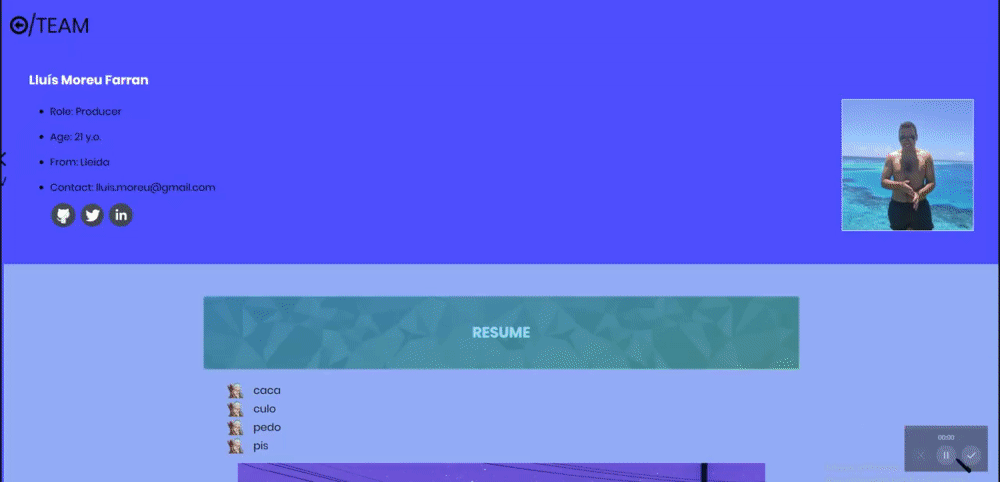 /TEAM
Lluís Moreu Farran
Role: Producer
Age: 21 y.o.
From: Lleida
Contact: lluis.moreu@gmail.com
in
RESUME
caca
culo
pedo
pis
00:00